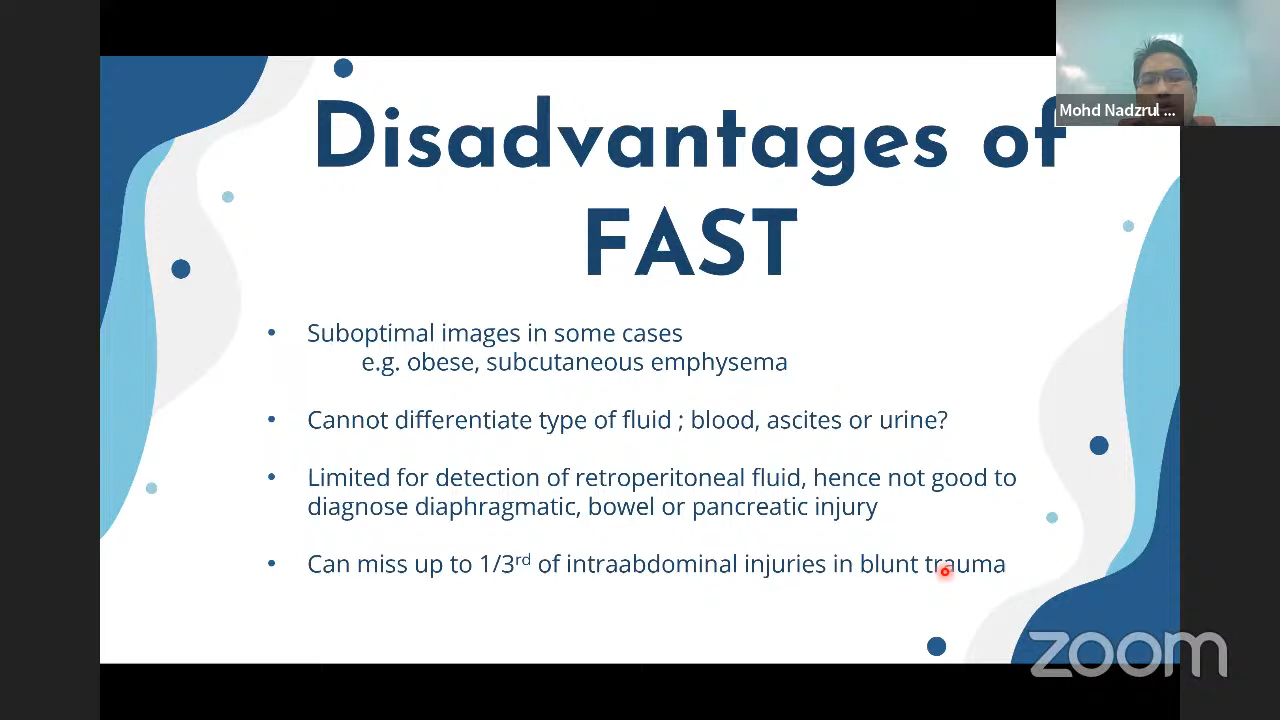 Disadvantages of
FAST
Mohd Nadzrul ...
• Suboptimal images in some cases
e.g. obese, subcutaneous emphysema
• Cannot differentiate type of fluid ; blood, ascites or urine?
• Limited for detection of retroperitoneal fluid, hence not good to
diagnose diaphragmatic, bowel or pancreatic injury
• Can miss up to 1/3rd of intraabdominal injuries in blunt trauma
zoom